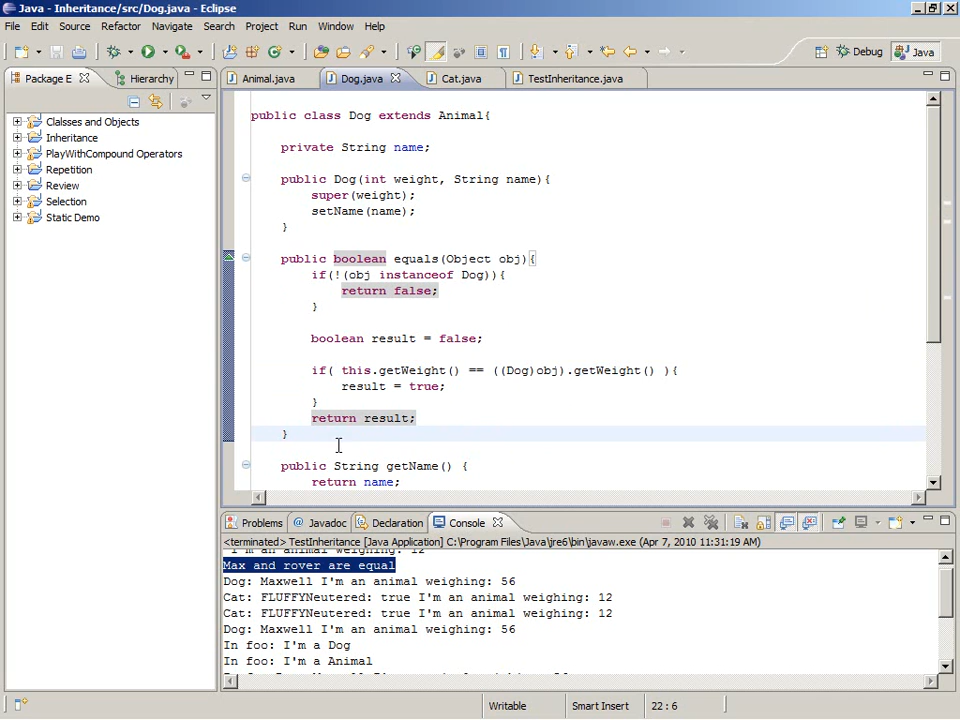 Java - Inheritance/src/Dog.java - Eclipse
File Edit Source Refactor Navigate Search Project Run Window Help
Debug Java
Package E Hierarchy
Animal.java Dog.java Cat.java TestInheritance.java
Calsses and Objects
Inheritance
PlayWithCompound Operators
Repetition
Review
Selection
Static Demo
public class Dog extends Animal{
private String name;
public Dog(int weight, String name){
super(weight);
setName(name);
}
public boolean equals(Object obj){
if(!(obj instanceof Dog)){
return false;
}
boolean result = false;
if( this.getWeight() == ((Dog)obj).getWeight() ){
result = true;
}
return result;
}
public String getName() {
return name;
Problems @ Javadoc Declaration Console
<terminated> TestInheritance [Java Application] C:\Program Files\Java\jre6\bin\javaw.exe (Apr 7, 2010 11:31:19 AM)
I'm an animal weighing: 12
Max and rover are equal
Dog: Maxwell I'm an animal weighing: 56
Cat: FLUFFYNeutered: true I'm an animal weighing: 12
Cat: FLUFFYNeutered: true I'm an animal weighing: 12
Dog: Maxwell I'm an animal weighing: 56
In foo: I'm a Dog
In foo: I'm a Animal
Writable Smart Insert 22 : 6